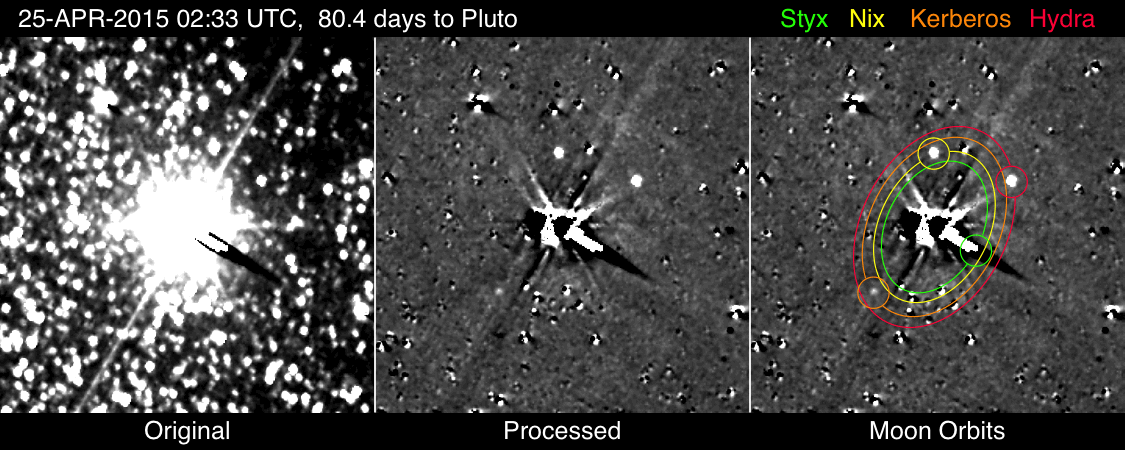 25-APR-2015 02:33 UTC, 80.4 days to Pluto Styx Nix Kerberos Hydra
Original Processed Moon Orbits